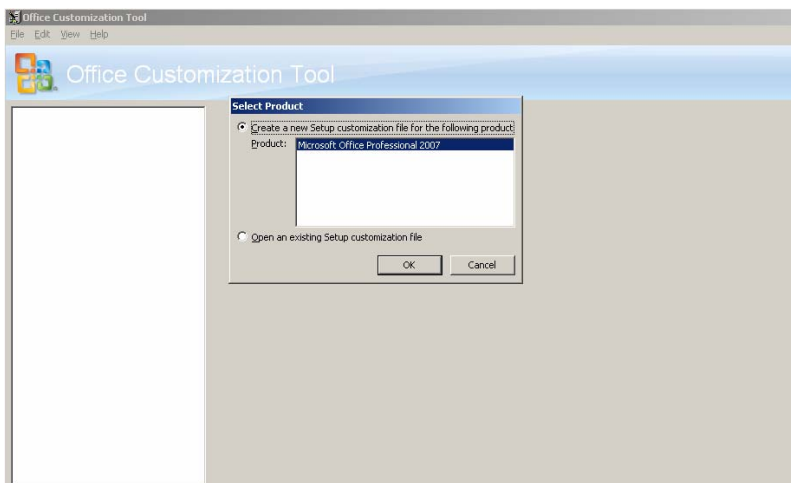 Office Customization Tool
File Edit View Help
Office Customization Tool
Select Product
Create a new Setup customization file for the following product
Product: Microsoft Office Professional 2007
Open an existing Setup customization file
OK Cancel